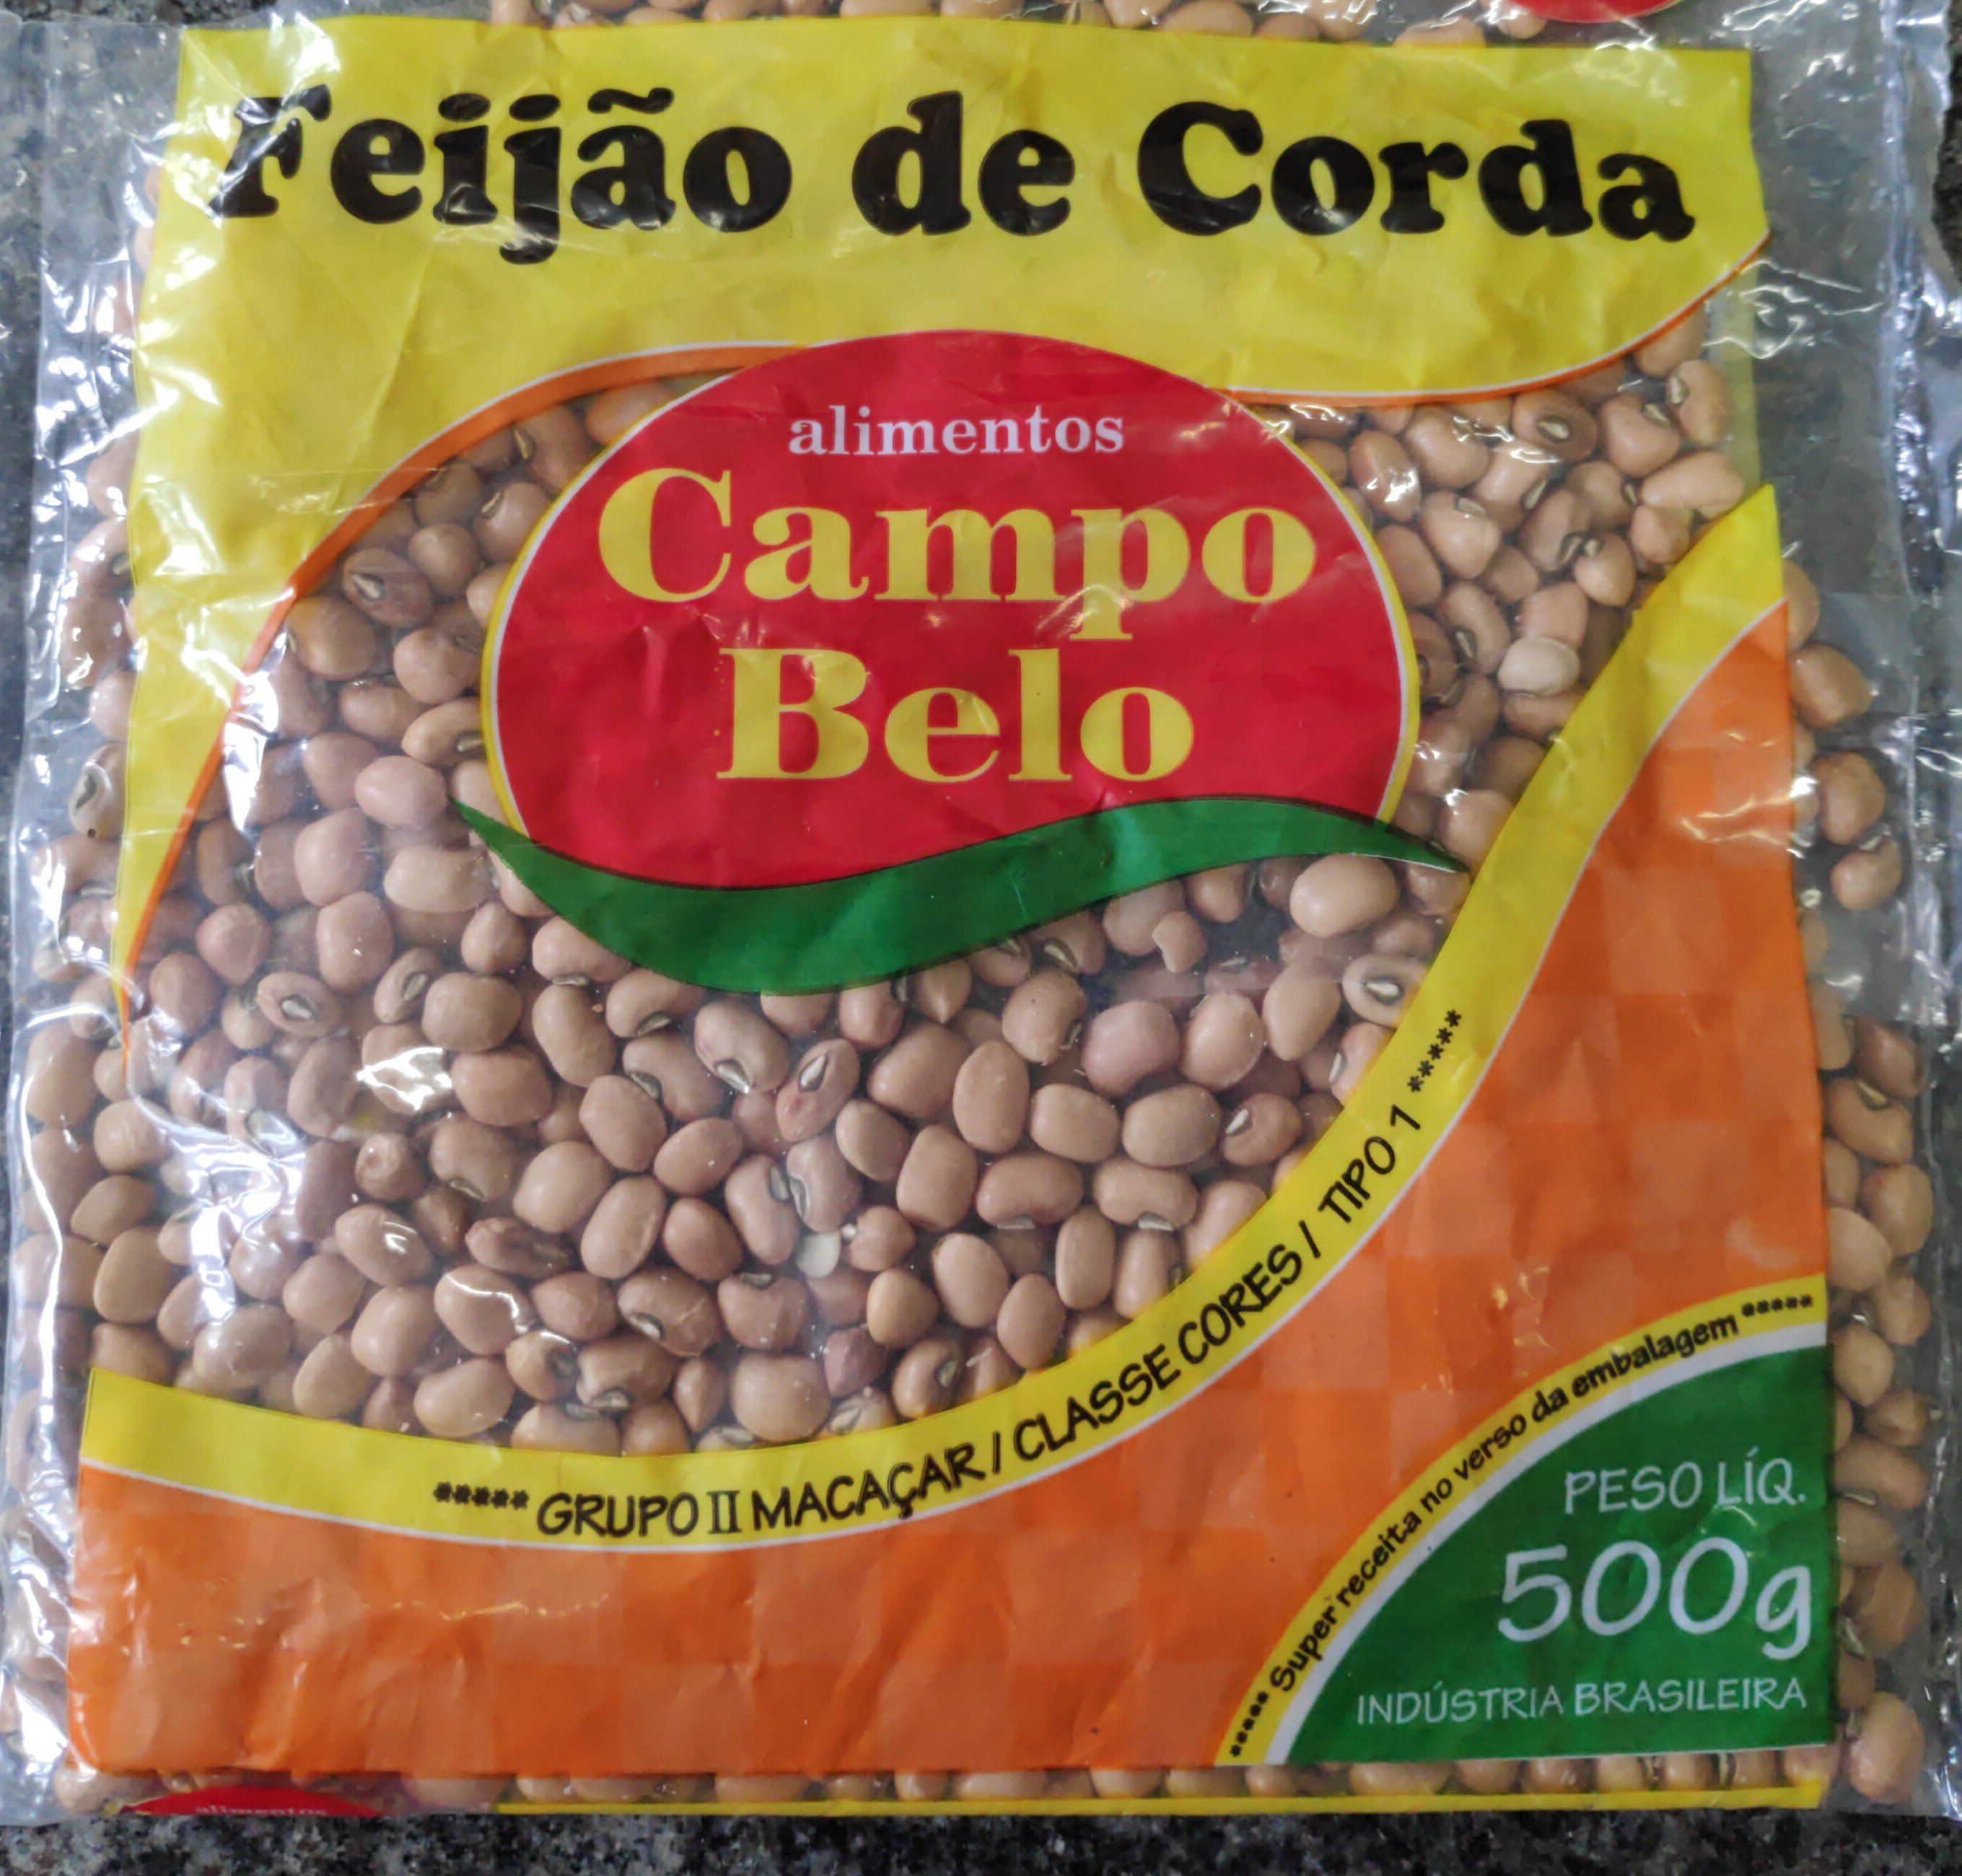 Feijão de Corda
alimentos
Campo
Belo
***** GRUPO II MACAÇAR / CLASSE CORES / TIPO 1 *****
***** Super receita no verso da embalagem *****
PESO LÍQ.
500g
INDÚSTRIA BRASILEIRA
alimentos